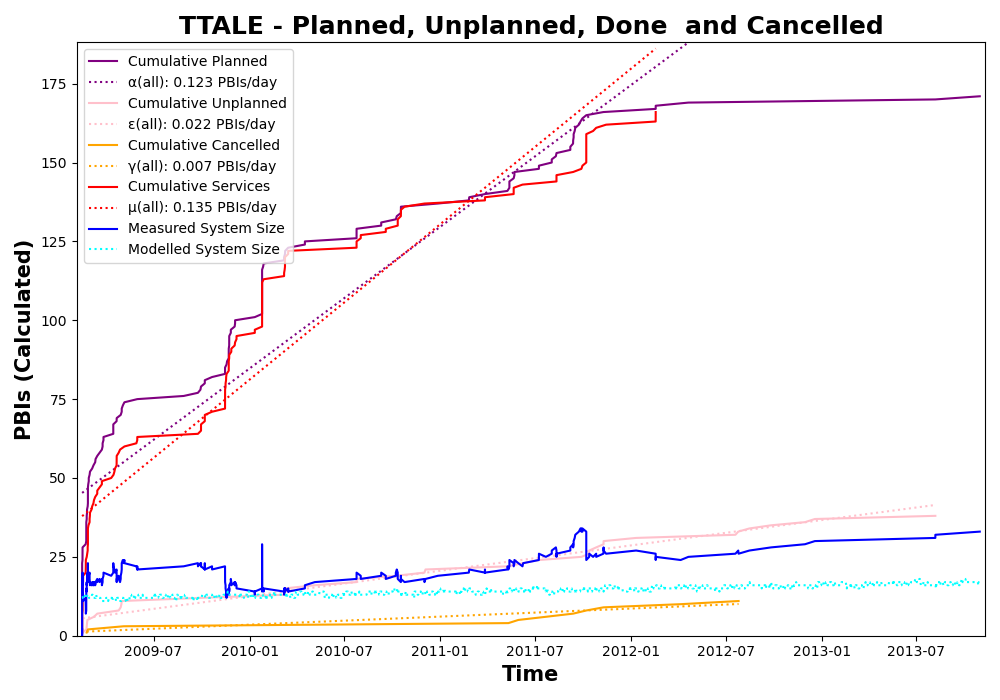 TTALE - Planned, Unplanned, Done  and Cancelled
Cumulative Planned
α(all): 0.123 PBIs/day
Cumulative Unplanned
ε(all): 0.022 PBIs/day
Cumulative Cancelled
γ(all): 0.007 PBIs/day
Cumulative Services
μ(all): 0.135 PBIs/day
Measured System Size
Modelled System Size
PBIs (Calculated)
175
150
125
100
75
50
25
0
2009-07 2010-01 2010-07 2011-01 2011-07 2012-01 2012-07 2013-01 2013-07
Time